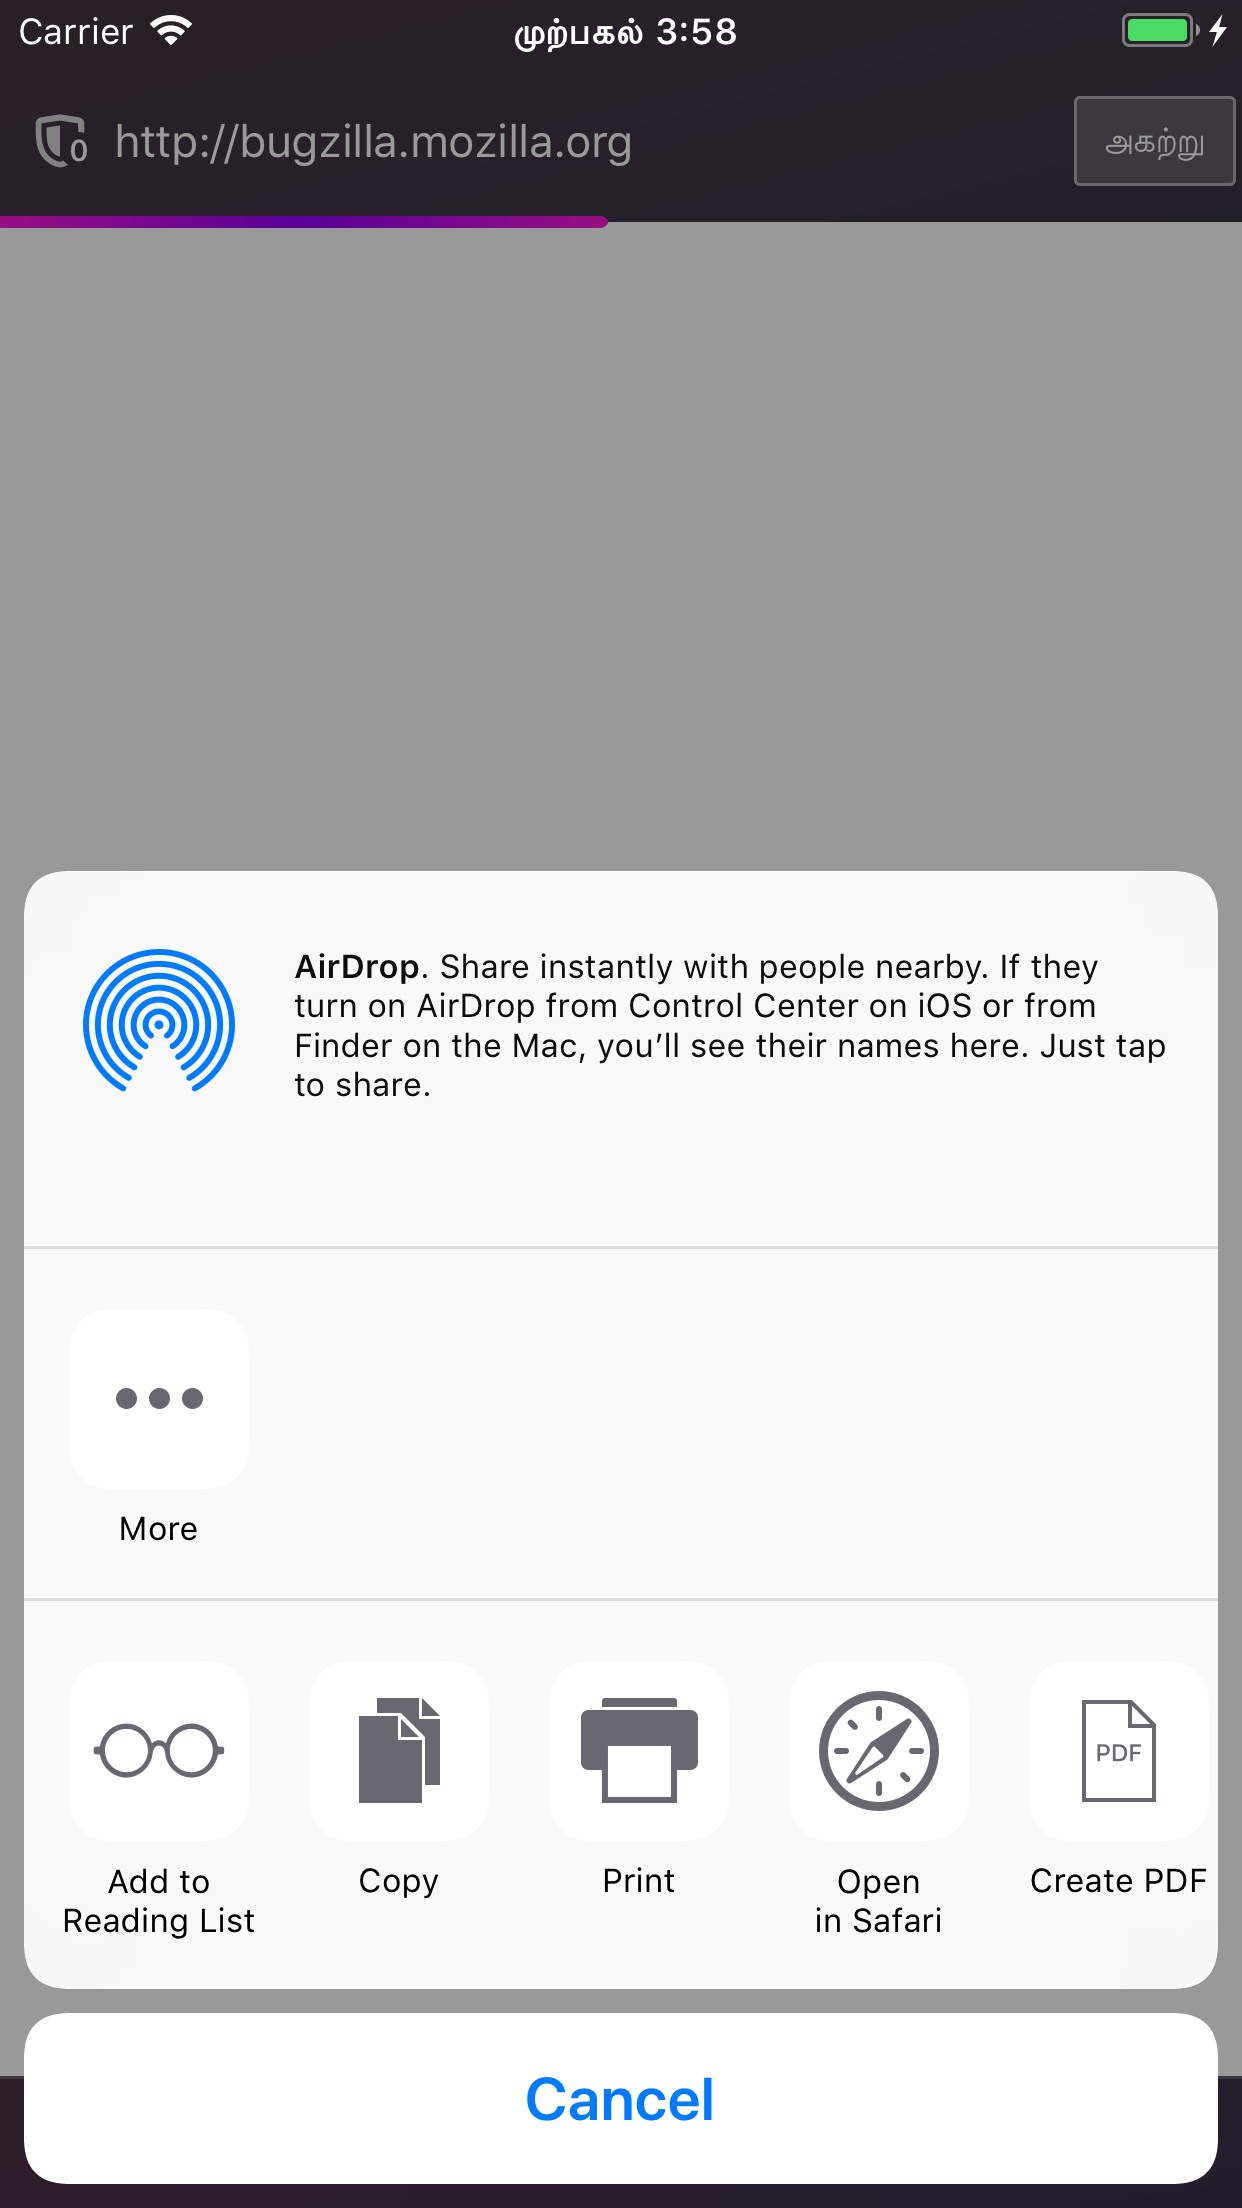 Carrier முற்பகல் 3:58
0 http://bugzilla.mozilla.org அகற்று
AirDrop. Share instantly with people nearby. If they
turn on AirDrop from Control Center on iOS or from
Finder on the Mac, you’ll see their names here. Just tap
to share.
More
Add to
Reading List
Copy
Print
Open
in Safari
PDF
Create PDF
Cancel